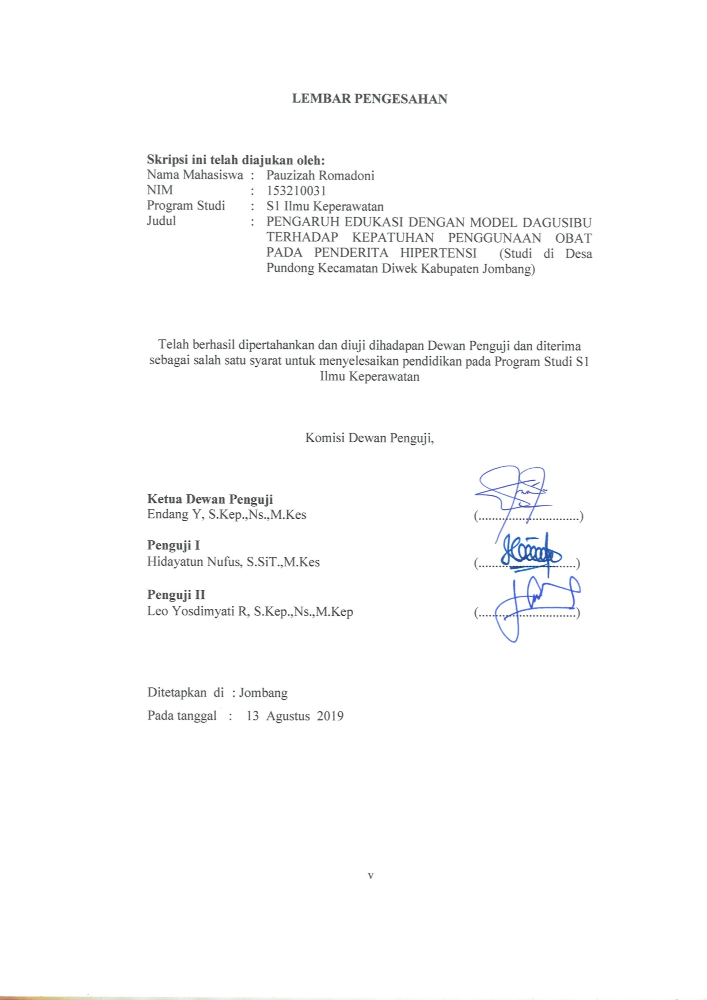 LEMBAR PENGESAHAN
Skripsi ini telah diajukan oleh:
Nama Mahasiswa : Pauzizah Romadoni
NIM : 153210031
Program Studi : S1 Ilmu Keperawatan
Judul : PENGARUH EDUKASI DENGAN MODEL DAGUSIBU
TERHADAP KEPATUHAN PENGGUNAAN OBAT
PADA PENDERITA HIPERTENSI (Studi di Desa
Pundong Kecamatan Diwek Kabupaten Jombang)
Telah berhasil dipertahankan dan diuji dihadapan Dewan Penguji dan diterima
sebagai salah satu syarat untuk menyelesaikan pendidikan pada Program Studi S1
Ilmu Keperawatan
Komisi Dewan Penguji,
Ketua Dewan Penguji
Endang Y, S.Kep.,Ns.,M.Kes (..............................)
Penguji I
Hidayatun Nufus, S.SiT.,M.Kes (.............................)
Penguji II
Leo Yosdimyati R, S.Kep.,Ns.,M.Kep (.............................)
Ditetapkan di : Jombang
Pada tanggal : 13 Agustus 2019
v